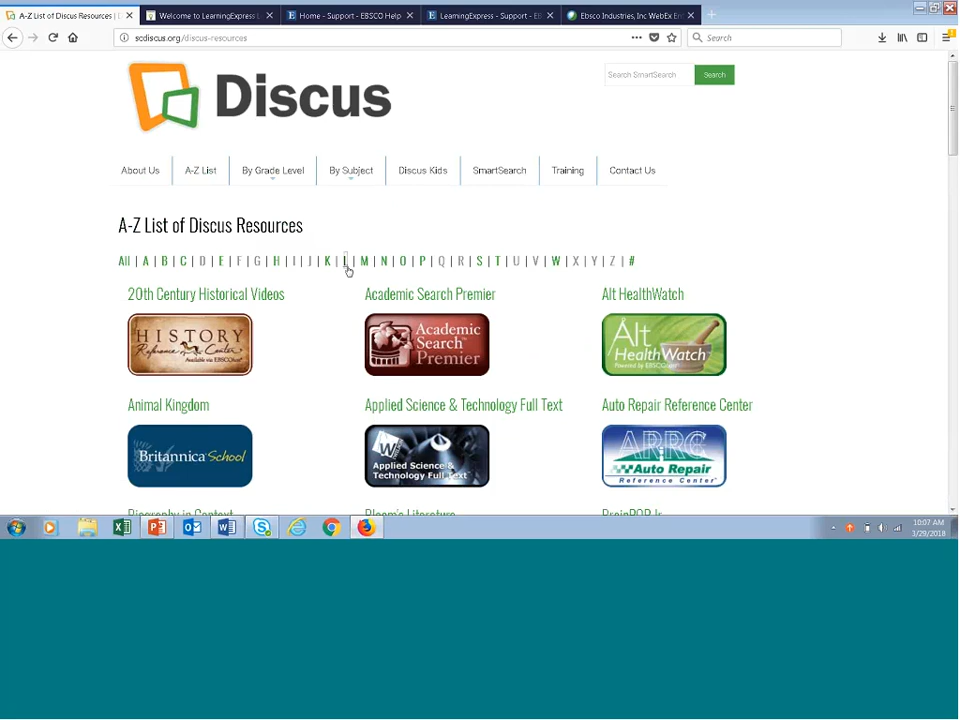 A-Z List of Discus Resources | D
Welcome to LearningExpress L
Home - Support - EBSCO Help
LearningExpress - Support - EB
Ebsco Industries, Inc WebEx En
scdiscus.org/discus-resources
Search
Discus
Search SmartSearch
Search
About Us
A-Z List
By Grade Level
By Subject
Discus Kids
SmartSearch
Training
Contact Us
A-Z List of Discus Resources
All | A | B | C | D | E | F | G | H | I | J | K | L | M | N | O | P | Q | R | S | T | U | V | W | X | Y | Z | #
20th Century Historical Videos
Academic Search Premier
Alt HealthWatch
HISTORY
Reference Center
Available via EBSCOhost
Academic
Search
Premier
Alt
HealthWatch
Powered by EBSCOhost
Animal Kingdom
Applied Science & Technology Full Text
Auto Repair Reference Center
Britannica School
Applied Science &
Technology Full Text
ARRC
Auto Repair
Reference Center
Biography in Context
Bloom's Literature
BrainPOP Jr.
10:07 AM
3/29/2018